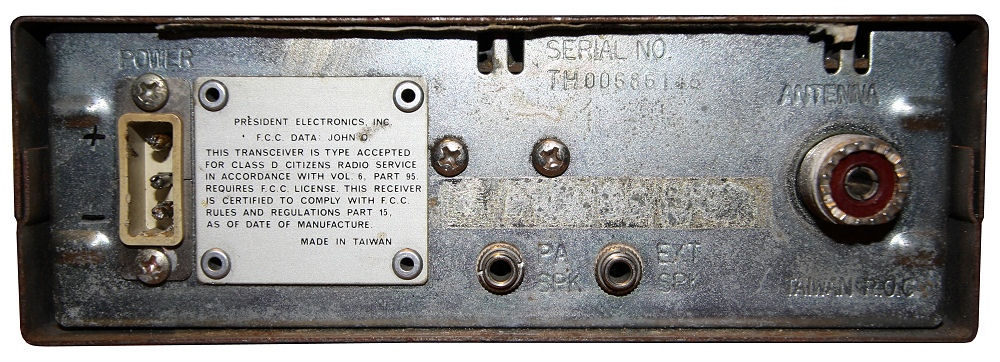 POWER
SERIAL NO.
TH00686146
ANTENNA
+
-
PRESIDENT ELECTRONICS, INC.
F.C.C. DATA: JOHN Q.
THIS TRANSCEIVER IS TYPE ACCEPTED
FOR CLASS D CITIZENS RADIO SERVICE
IN ACCORDANCE WITH VOL. 6, PART 95.
REQUIRES F.C.C. LICENSE. THIS RECEIVER
IS CERTIFIED TO COMPLY WITH F.C.C.
RULES AND REGULATIONS PART 15,
AS OF DATE OF MANUFACTURE.
MADE IN TAIWAN
PA
SPK
EXT
SPK
TAIWAN R.O.C